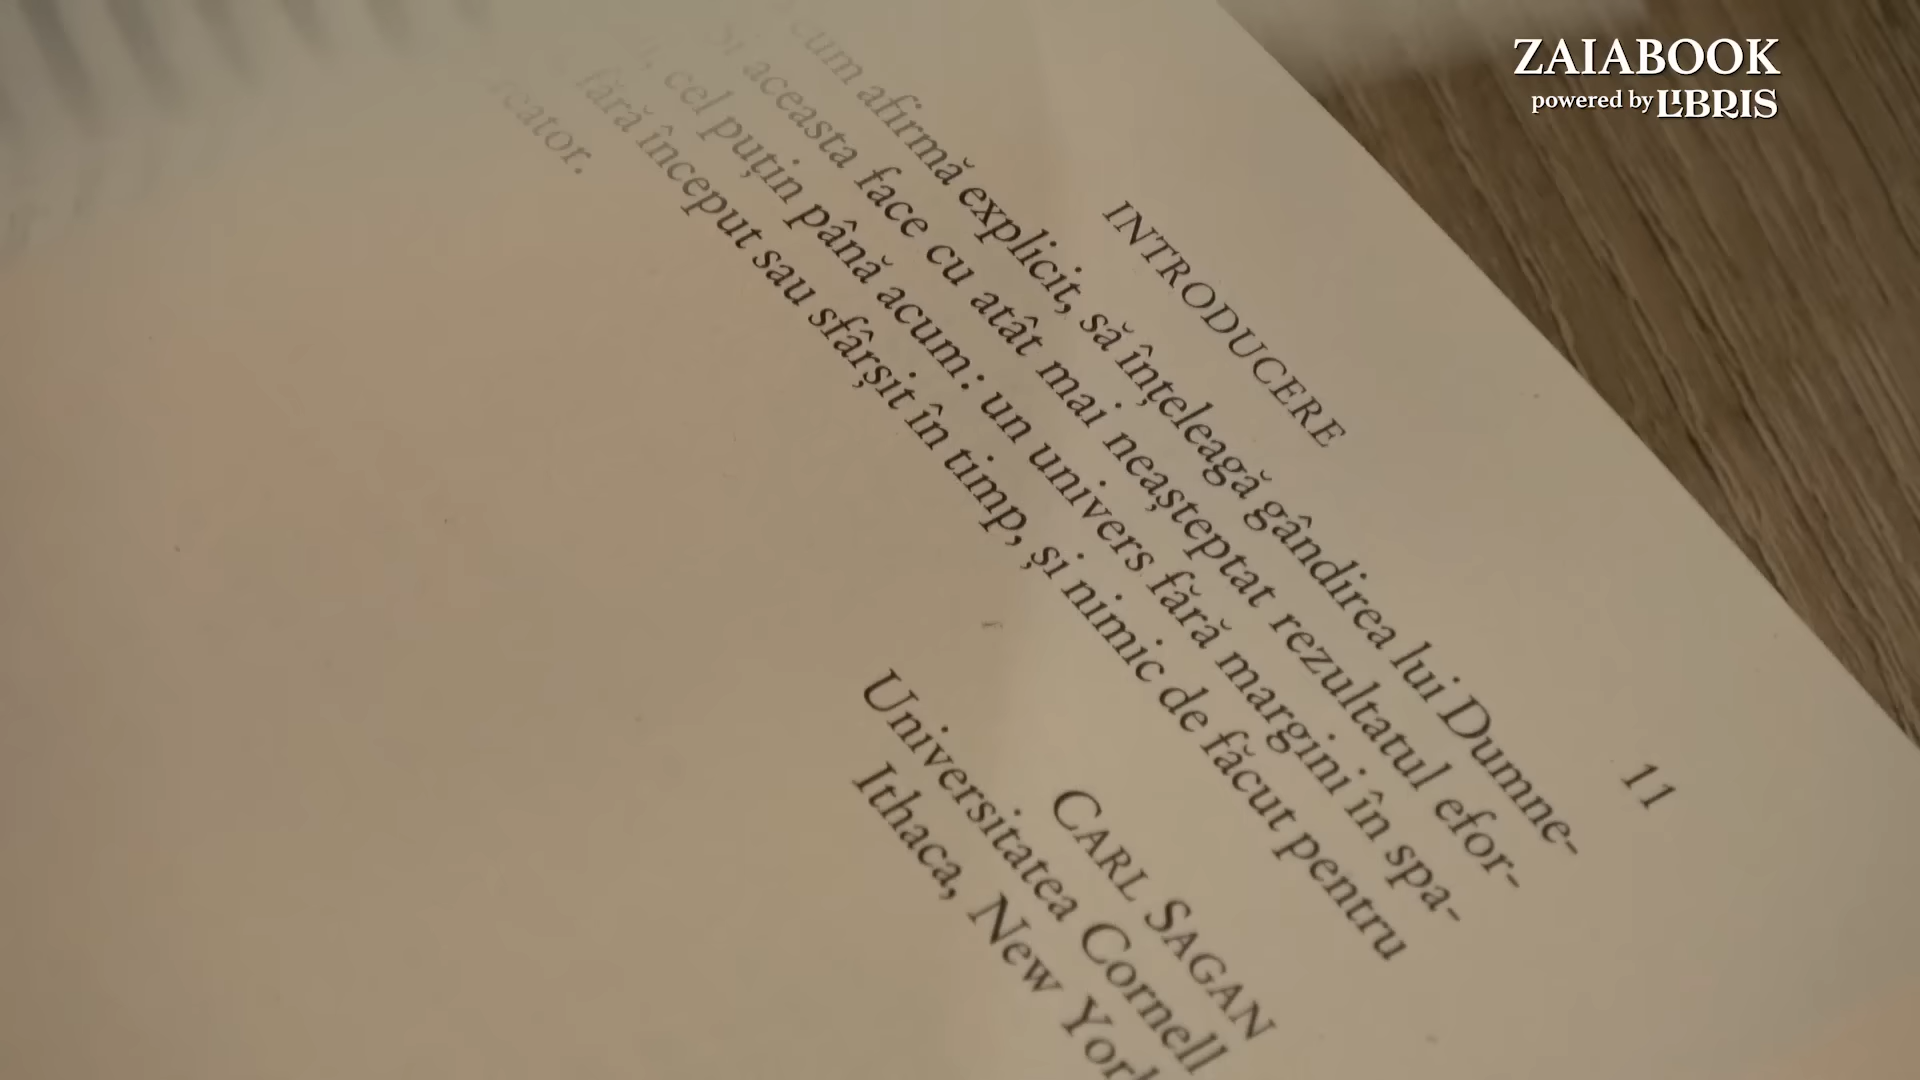 ZAIABOOK
powered by LIBRIS
INTRODUCERE
11
cum afirmă explicit, să înțeleagă gândirea lui Dumne-
Și aceasta face cu atât mai neașteptat rezultatul efor-
cel puțin până acum: un univers fără margini în spa-
fără început sau sfârșit în timp, și nimic de făcut pentru
CARL SAGAN
Universitatea Cornell
Ithaca, New